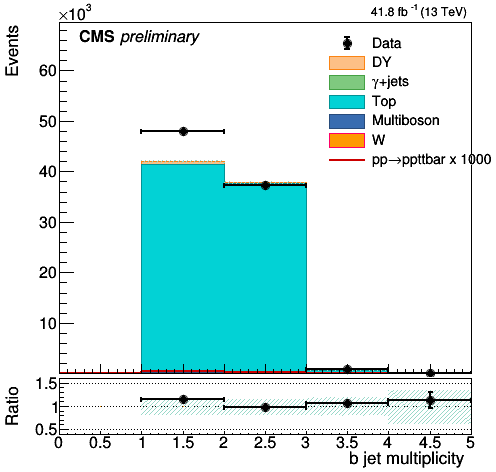 ×10³
41.8 fb⁻¹ (13 TeV)
Events
CMS preliminary
Data
DY
γ+jets
Top
Multiboson
W
pp→ppttbar x 1000
60
50
40
30
20
10
Ratio
1.5
1
0.5
0 0.5 1 1.5 2 2.5 3 3.5 4 4.5 5
b jet multiplicity